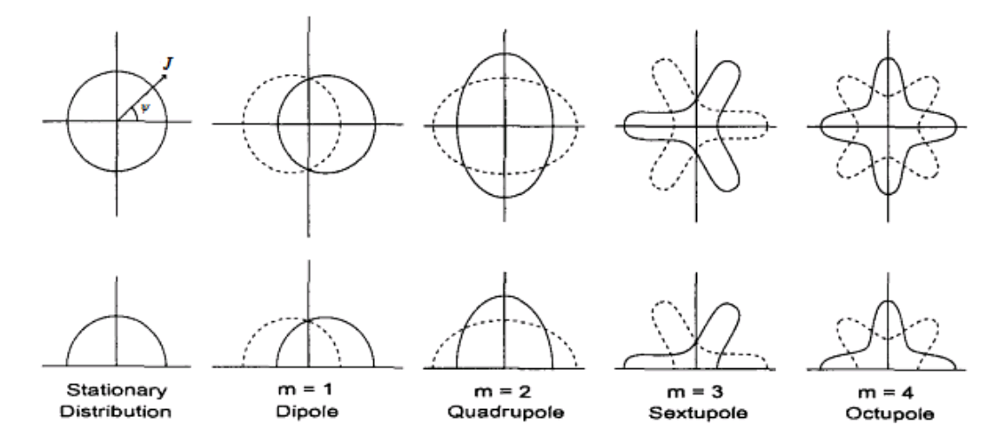 J
ψ
Stationary
Distribution
m = 1
Dipole
m = 2
Quadrupole
m = 3
Sextupole
m = 4
Octupole